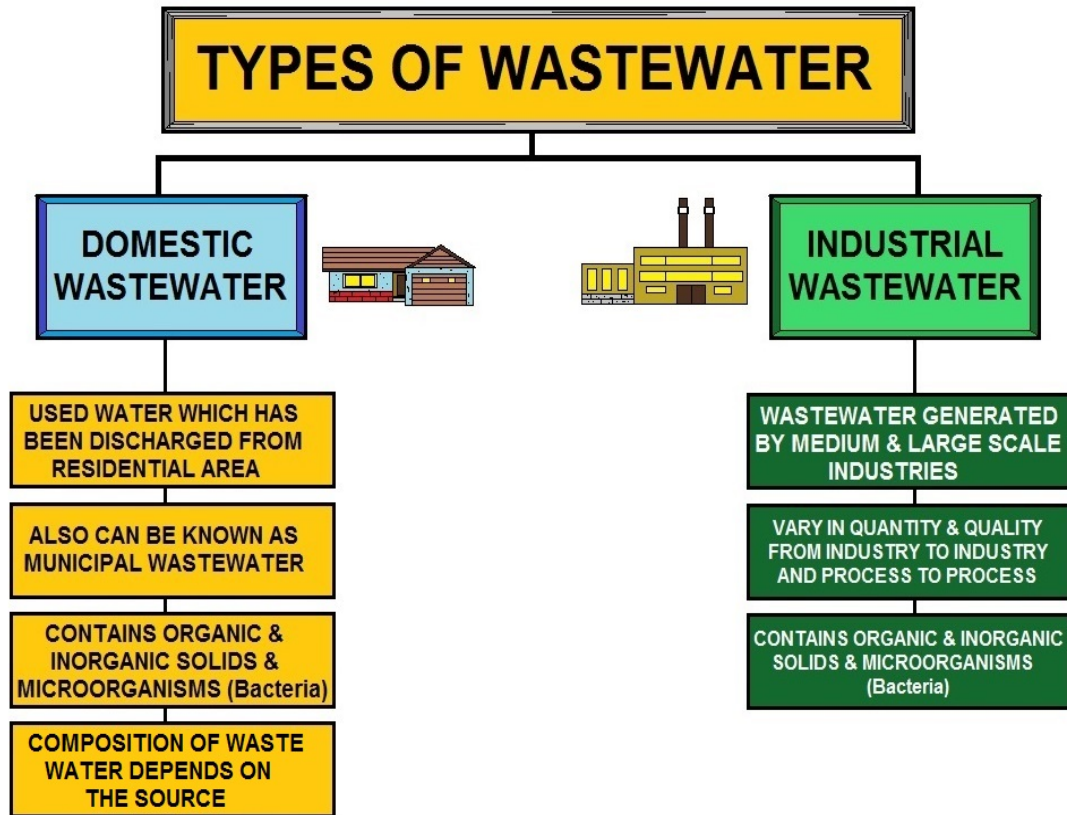 TYPES OF WASTEWATER
DOMESTIC
WASTEWATER
USED WATER WHICH HAS
BEEN DISCHARGED FROM
RESIDENTIAL AREA
ALSO CAN BE KNOWN AS
MUNICIPAL WASTEWATER
CONTAINS ORGANIC &
INORGANIC SOLIDS &
MICROORGANISMS (Bacteria)
COMPOSITION OF WASTE
WATER DEPENDS ON
THE SOURCE
INDUSTRIAL
WASTEWATER
WASTEWATER GENERATED
BY MEDIUM & LARGE SCALE
INDUSTRIES
VARY IN QUANTITY & QUALITY
FROM INDUSTRY TO INDUSTRY
AND PROCESS TO PROCESS
CONTAINS ORGANIC & INORGANIC
SOLIDS & MICROORGANISMS
(Bacteria)